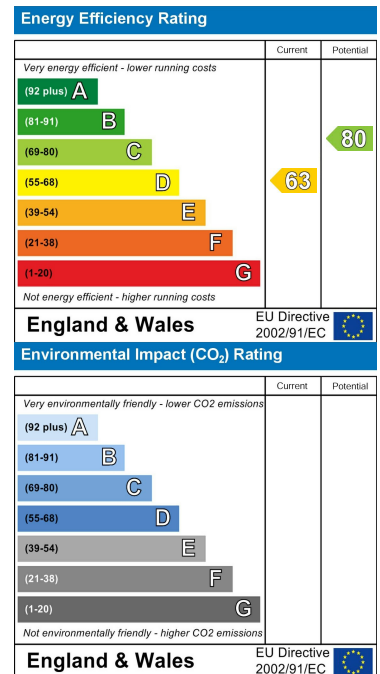 Energy Efficiency Rating
Current Potential
Very energy efficient - lower running costs
(92 plus) A
(81-91) B
(69-80) C
(55-68) D
(39-54) E
(21-38) F
(1-20) G
63
80
Not energy efficient - higher running costs
England & Wales
EU Directive
2002/91/EC
Environmental Impact (CO₂) Rating
Current Potential
Very environmentally friendly - lower CO2 emissions
(92 plus) A
(81-91) B
(69-80) C
(55-68) D
(39-54) E
(21-38) F
(1-20) G
Not environmentally friendly - higher CO2 emissions
England & Wales
EU Directive
2002/91/EC